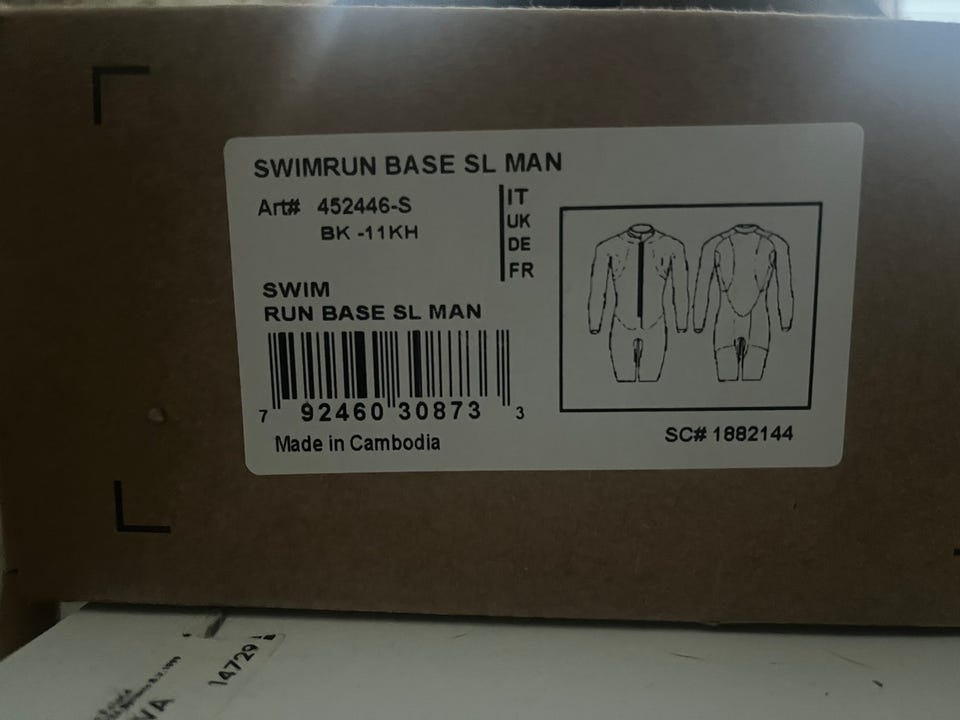 SWIMRUN BASE SL MAN
Art# 452446-S
BK -11KH
IT
UK
DE
FR
SWIM
RUN BASE SL MAN
7 92460 30873 3
Made in Cambodia
SC# 1882144
14729